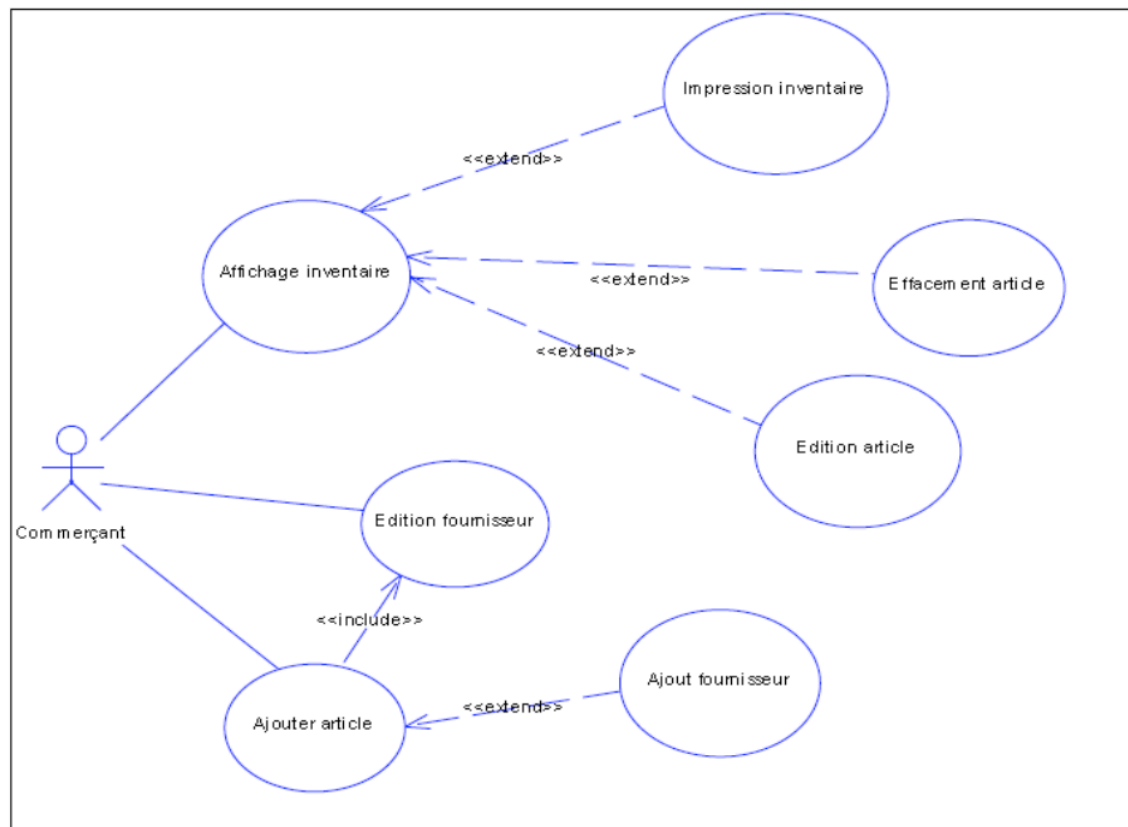 Impression inventaire
<<extend>>
Affichage inventaire
<<extend>>
Effacement article
<<extend>>
Edition article
Commerçant
Edition fournisseur
<<include>>
Ajout fournisseur
<<extend>>
Ajouter article